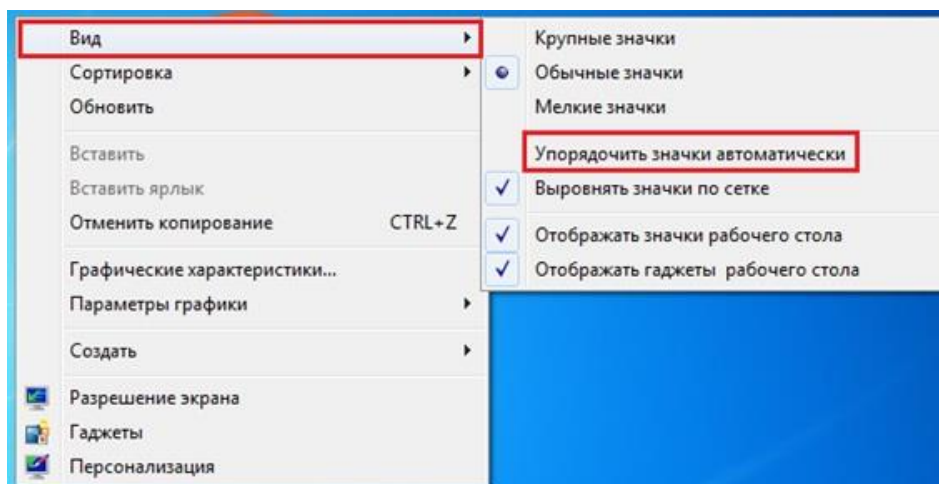 Вид
Сортировка
Обновить
Вставить
Вставить ярлык
Отменить копирование CTRL+Z
Графические характеристики...
Параметры графики
Создать
Разрешение экрана
Гаджеты
Персонализация
Крупные значки
Обычные значки
Мелкие значки
Упорядочить значки автоматически
Выровнять значки по сетке
Отображать значки рабочего стола
Отображать гаджеты рабочего стола